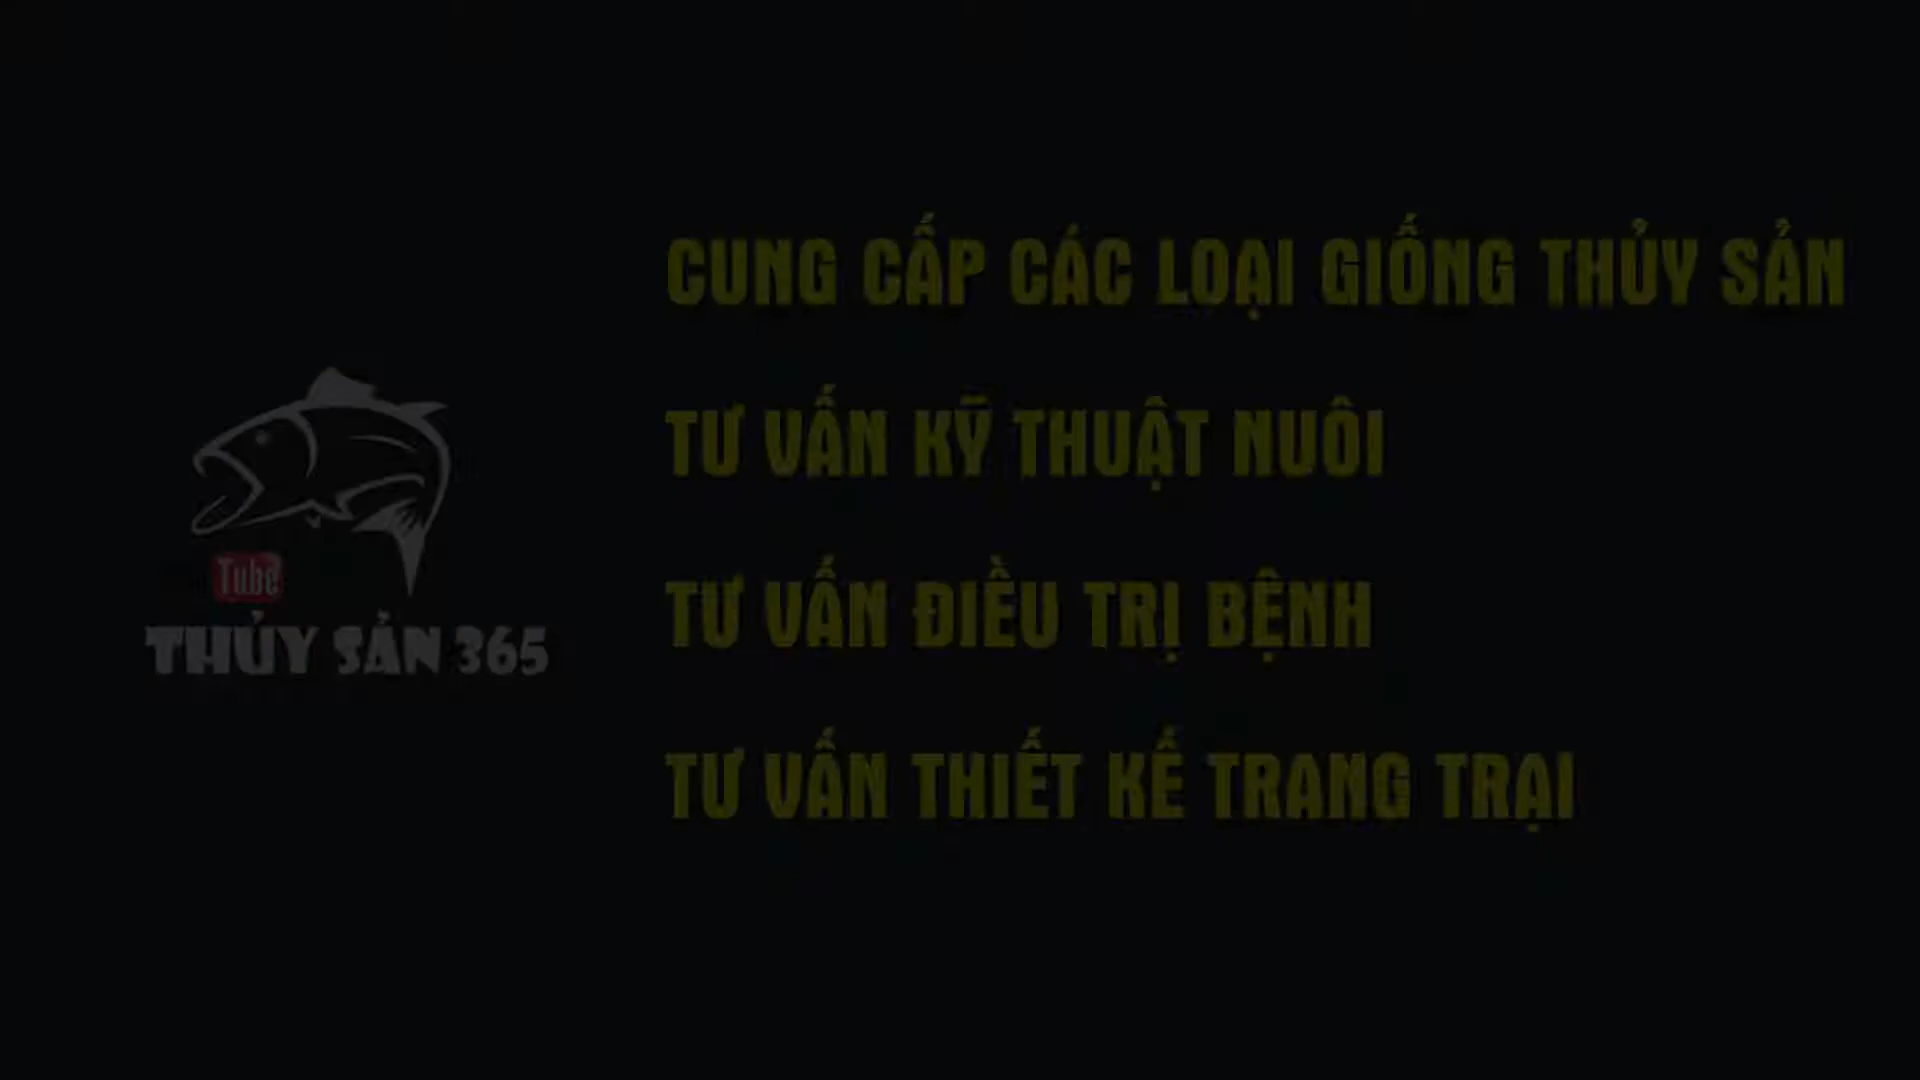 CUNG CẤP CÁC LOẠI GIỐNG THỦY SẢN
TƯ VẤN KỸ THUẬT NUÔI
TƯ VẤN ĐIỀU TRỊ BỆNH
TƯ VẤN THIẾT KẾ TRANG TRẠI
Tube
THỦY SẢN 365